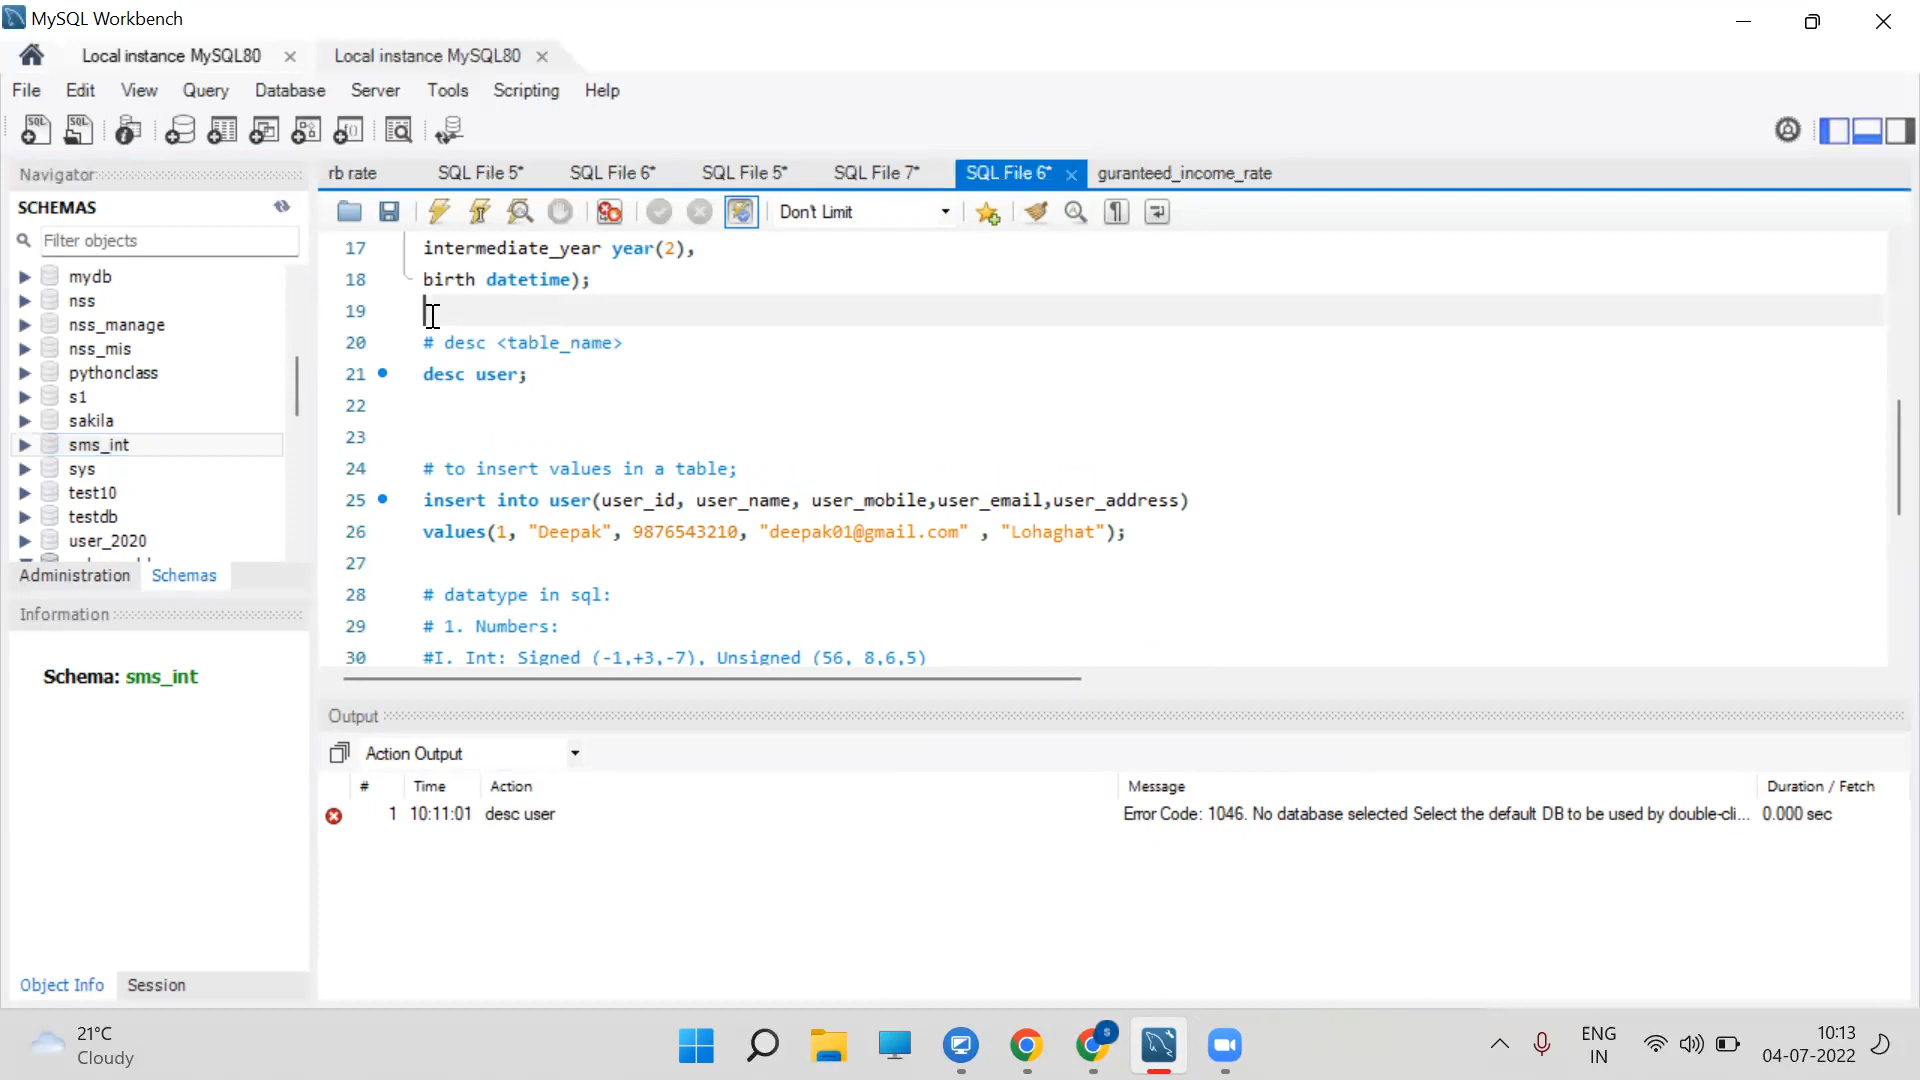 MySQL Workbench
Local instance MySQL80
Local instance MySQL80
File Edit View Query Database Server Tools Scripting Help
Navigator
SCHEMAS
Filter objects
mydb
nss
nss_manage
nss_mis
pythonclass
s1
sakila
sms_int
sys
test10
testdb
user_2020
Administration Schemas
Information
Schema: sms_int
Object Info Session
rb rate SQL File 5* SQL File 6* SQL File 5* SQL File 7* SQL File 6* guranteed_income_rate
Don't Limit
17 intermediate_year year(2),
18 birth datetime);
19
20 # desc <table_name>
21 desc user;
22
23
24 # to insert values in a table;
25 insert into user(user_id, user_name, user_mobile,user_email,user_address)
26 values(1, "Deepak", 9876543210, "deepak01@gmail.com" , "Lohaghat");
27
28 # datatype in sql:
29 # 1. Numbers:
30 #I. Int: Signed (-1,+3,-7), Unsigned (56, 8,6,5)
Output
Action Output
# Time Action Message Duration / Fetch
1 10:11:01 desc user Error Code: 1046. No database selected Select the default DB to be used by double-cli... 0.000 sec
21°C
Cloudy
ENG
IN
10:13
04-07-2022